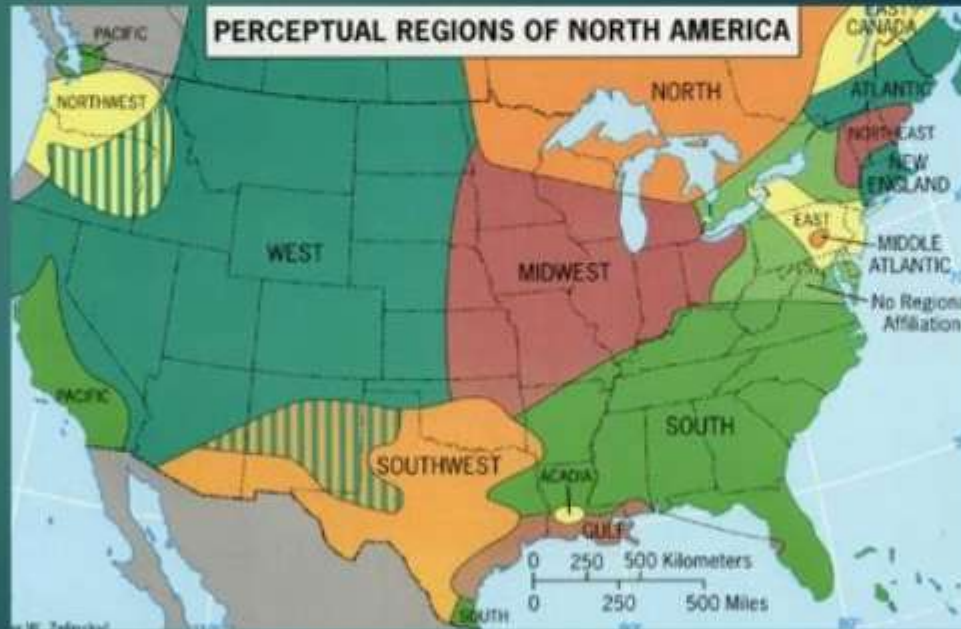 PERCEPTUAL REGIONS OF NORTH AMERICA
PACIFIC
EAST
CANADA
NORTHWEST
NORTH
ATLANTIC
NORTHEAST
NEW
ENGLAND
EAST
WEST
MIDWEST
MIDDLE
ATLANTIC
No Regiona
Affiliation
PACIFIC
SOUTH
SOUTHWEST
ACADIA
GULF
0 250 500 Kilometers
0 250 500 Miles
SOUTH